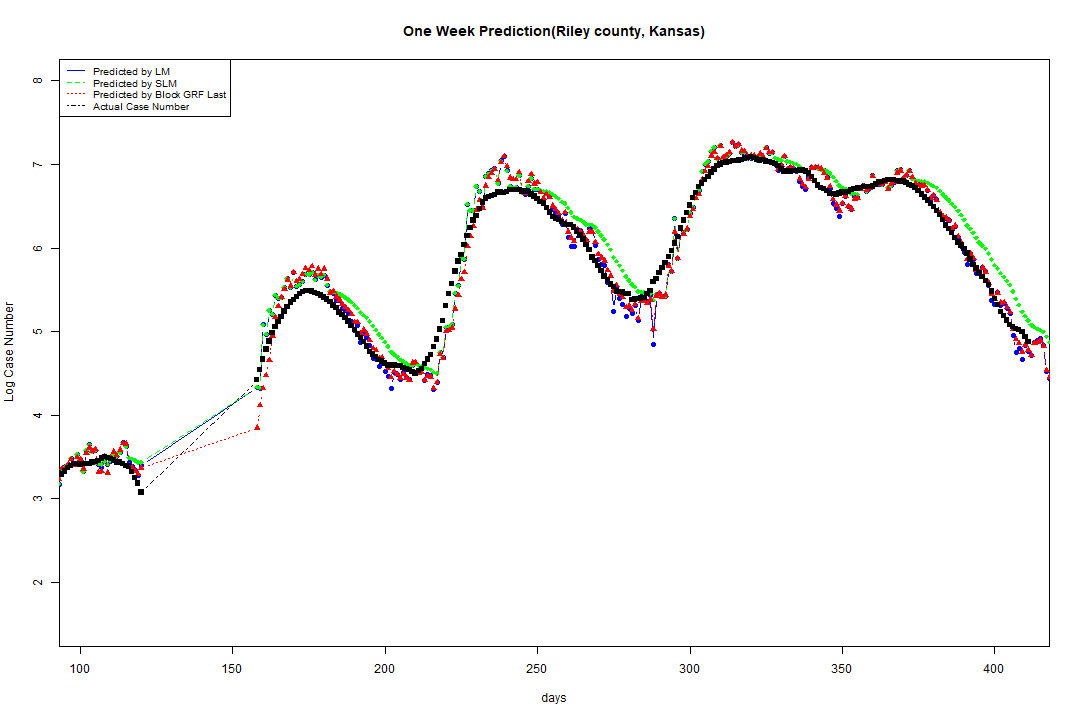 One Week Prediction(Riley county, Kansas)
Predicted by LM
Predicted by SLM
Predicted by Block GRF Last
Actual Case Number
8
7
6
5
4
3
2
Log Case Number
100 150 200 250 300 350 400
days